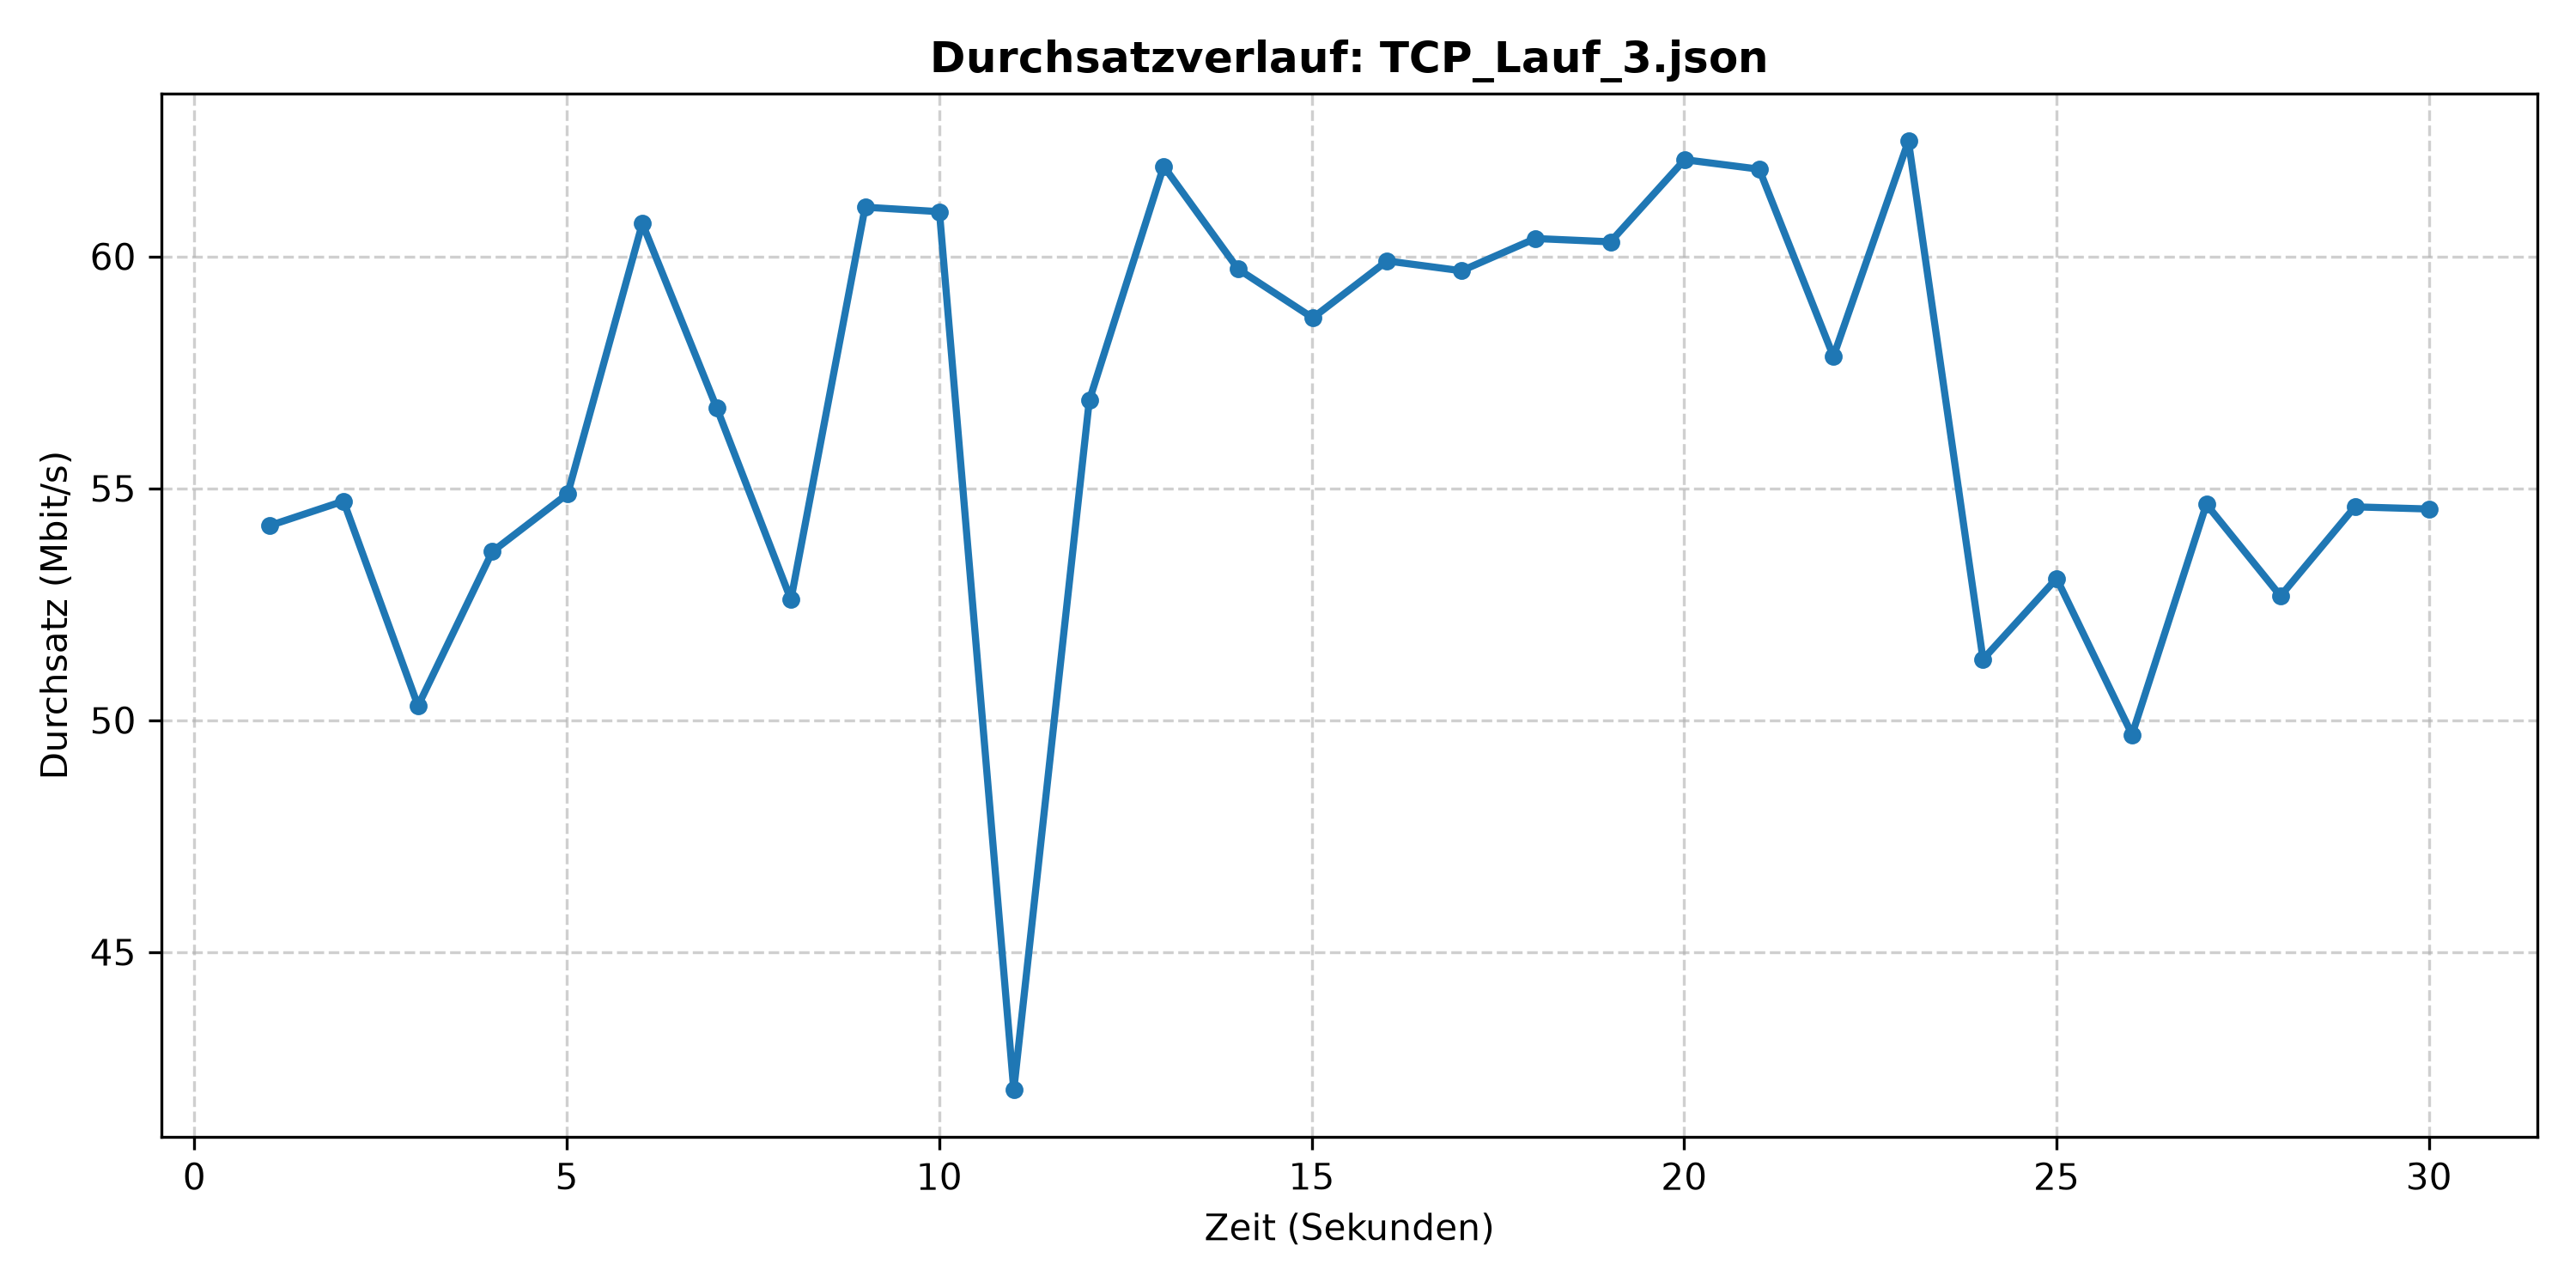 Durchsatzverlauf: TCP_Lauf_3.json
Durchsatz (Mbit/s)
60
55
50
45
0 5 10 15 20 25 30
Zeit (Sekunden)